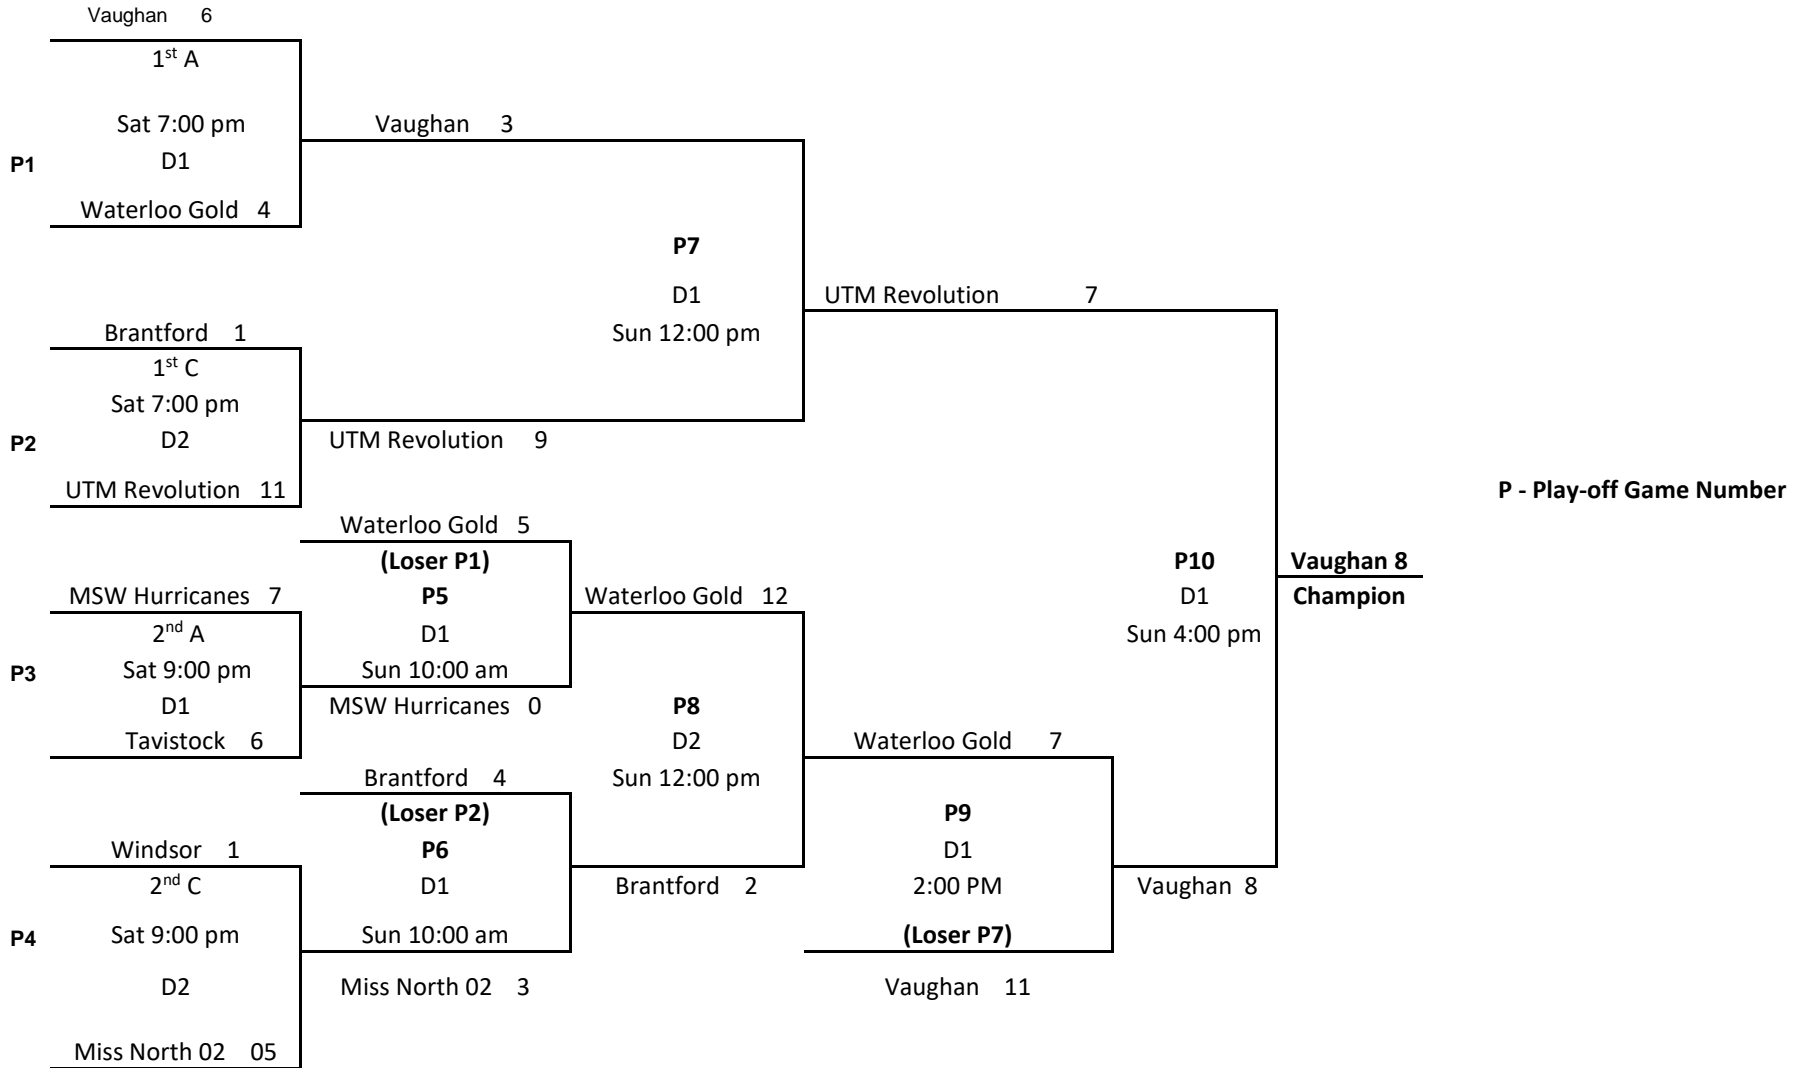 Vaughan 6
1st A
Sat 7:00 pm
Vaughan 3
P1
D1
Waterloo Gold 4
P7
D1
UTM Revolution 7
Brantford 1
Sun 12:00 pm
1st C
Sat 7:00 pm
P2
D2
UTM Revolution 9
UTM Revolution 11
P - Play-off Game Number
Waterloo Gold 5
(Loser P1)
P10
Vaughan 8
MSW Hurricanes 7
P5
Waterloo Gold 12
D1
Champion
2nd A
D1
Sun 4:00 pm
P3
Sat 9:00 pm
Sun 10:00 am
D1
MSW Hurricanes 0
P8
Tavistock 6
D2
Waterloo Gold 7
Brantford 4
Sun 12:00 pm
(Loser P2)
P9
Windsor 1
P6
D1
2nd C
D1
Brantford 2
2:00 PM
Vaughan 8
P4
Sat 9:00 pm
Sun 10:00 am
(Loser P7)
D2
Miss North 02 3
Vaughan 11
Miss North 02 05